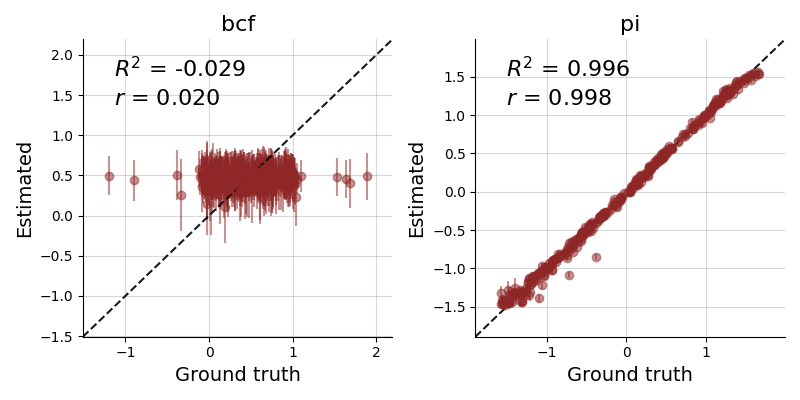 bcf
R² = -0.029
r = 0.020
2.0
1.5
1.0
0.5
0.0
−0.5
−1.0
−1.5
−1 0 1 2
Estimated
Ground truth
pi
R² = 0.996
r = 0.998
1.5
1.0
0.5
0.0
−0.5
−1.0
−1.5
−1 0 1
Estimated
Ground truth